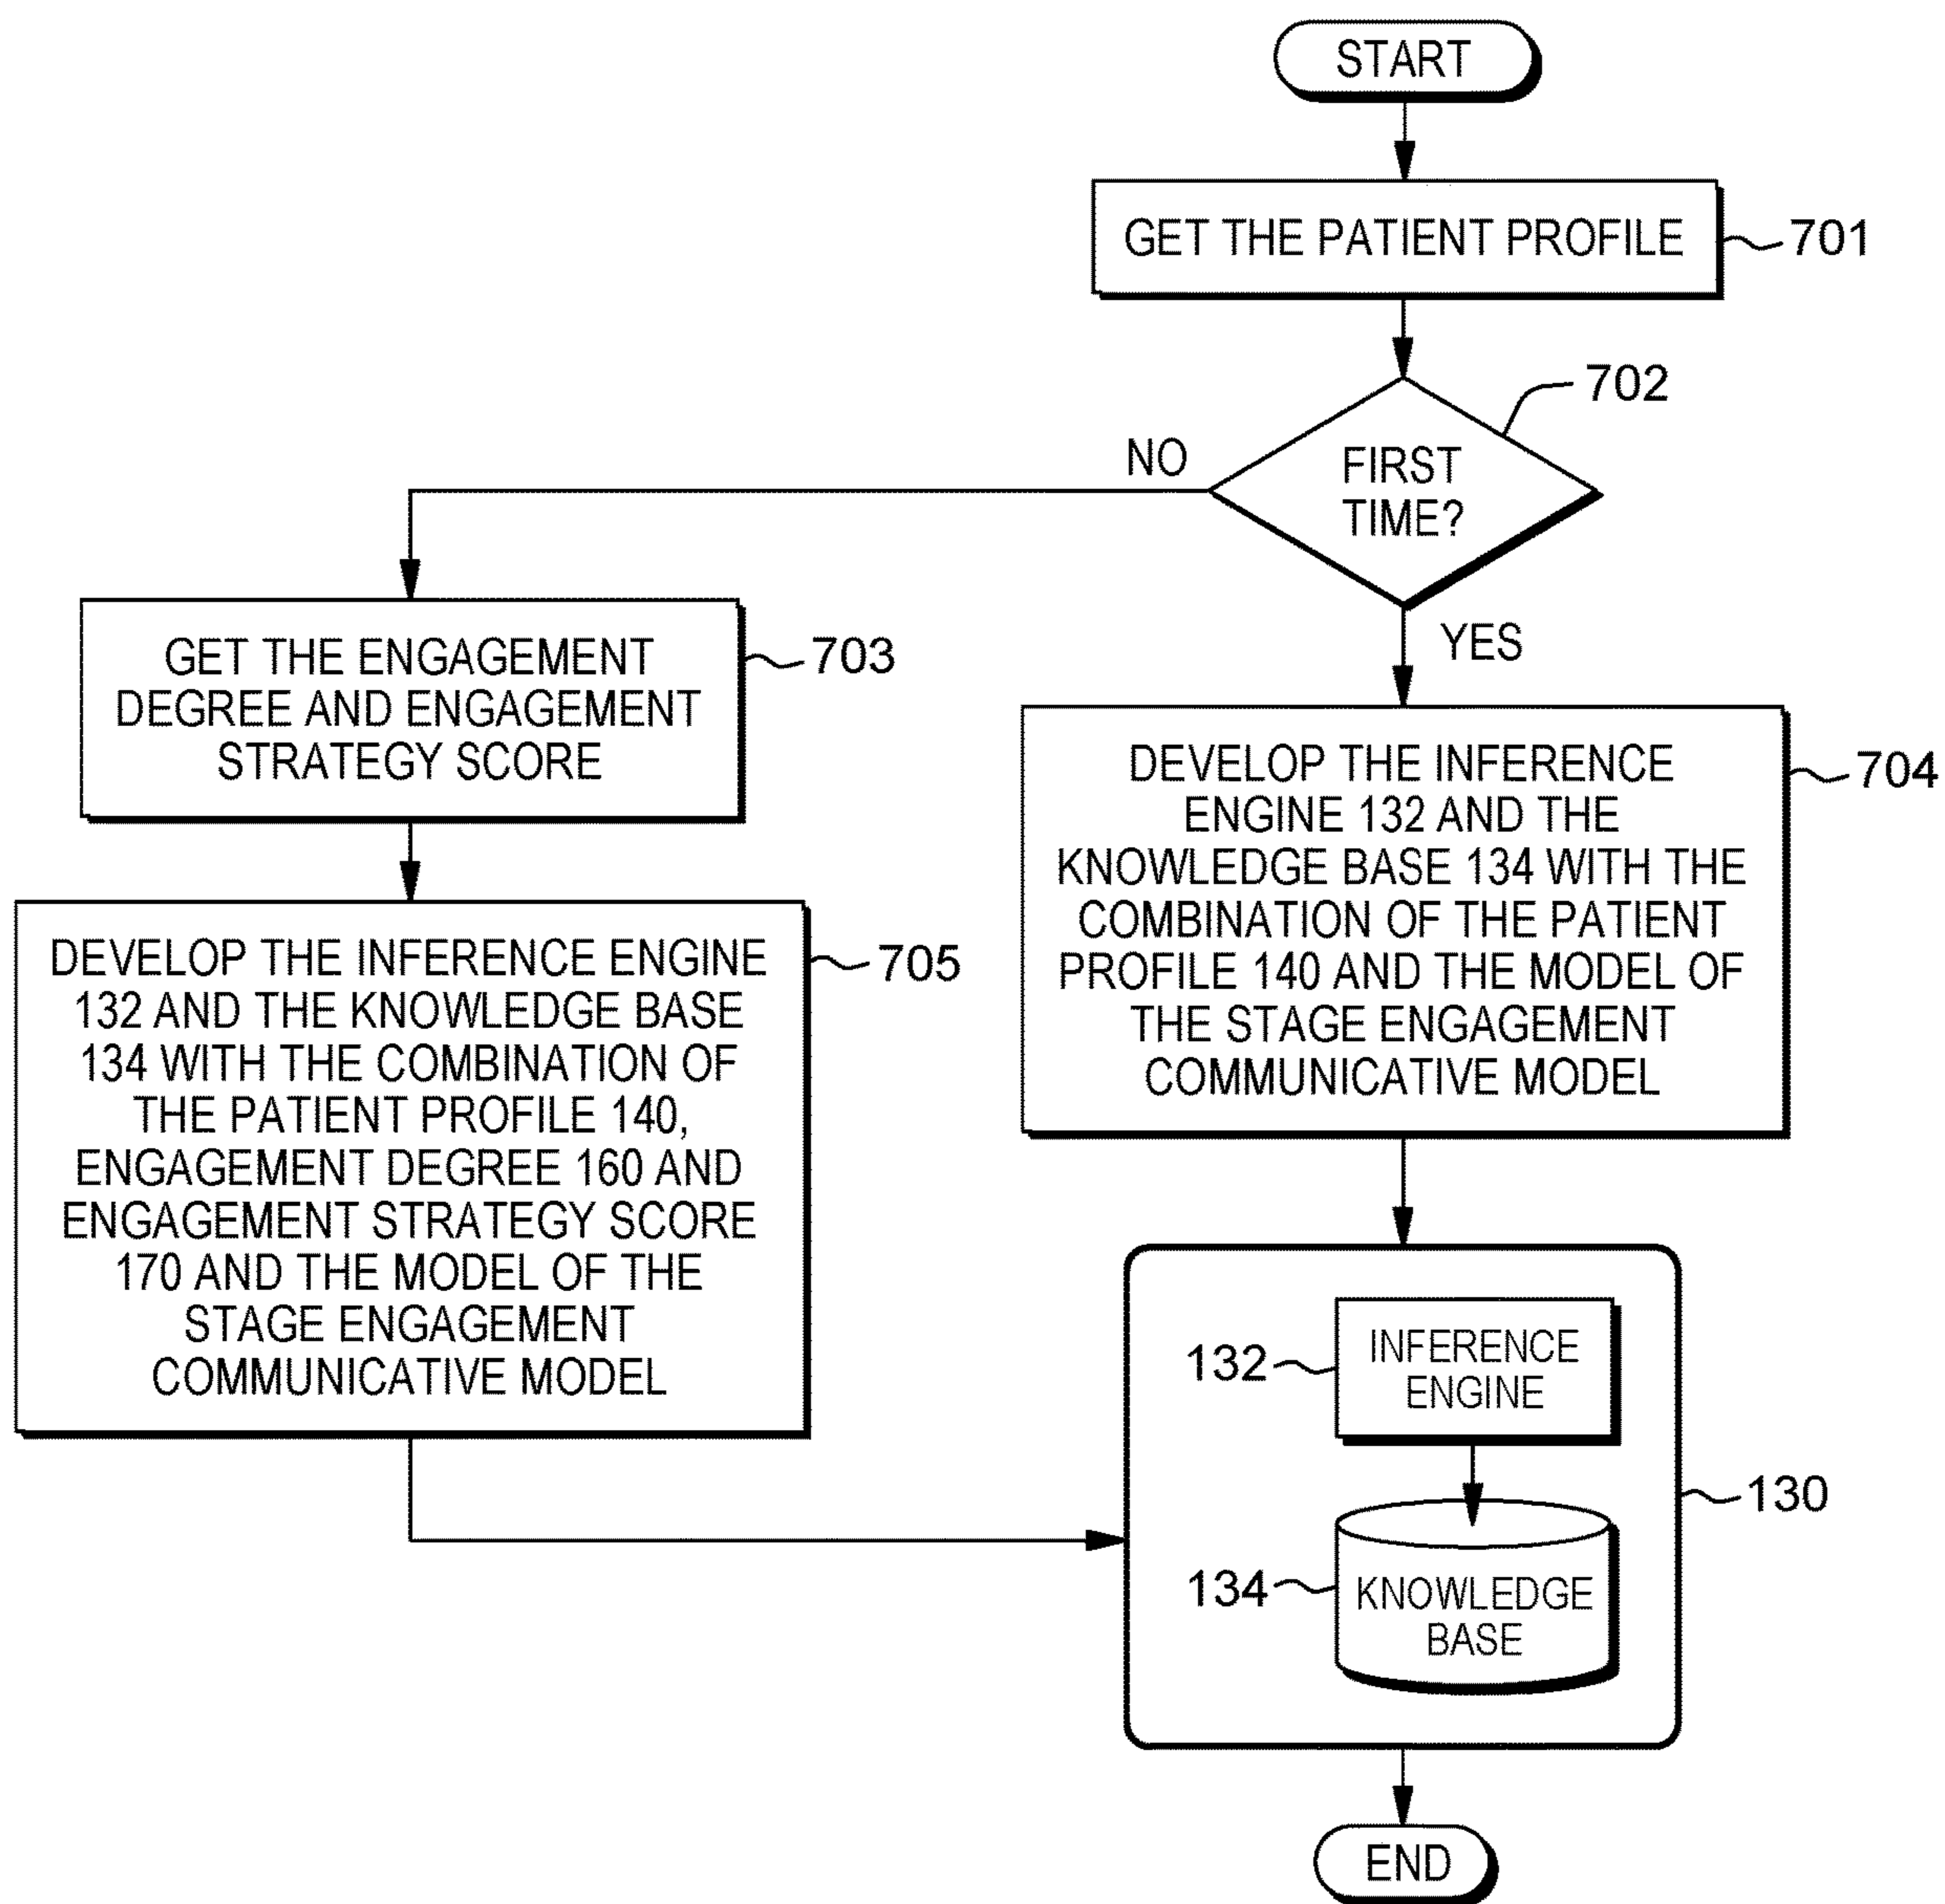 START
GET THE PATIENT PROFILE
701
702
FIRST
TIME?
NO
YES
GET THE ENGAGEMENT
DEGREE AND ENGAGEMENT
STRATEGY SCORE
703
DEVELOP THE INFERENCE
ENGINE 132 AND THE
KNOWLEDGE BASE 134 WITH THE
COMBINATION OF THE PATIENT
PROFILE 140 AND THE MODEL OF
THE STAGE ENGAGEMENT
COMMUNICATIVE MODEL
704
DEVELOP THE INFERENCE ENGINE
132 AND THE KNOWLEDGE BASE
134 WITH THE COMBINATION OF
THE PATIENT PROFILE 140,
ENGAGEMENT DEGREE 160 AND
ENGAGEMENT STRATEGY SCORE
170 AND THE MODEL OF THE
STAGE ENGAGEMENT
COMMUNICATIVE MODEL
705
132
INFERENCE
ENGINE
130
134
KNOWLEDGE
BASE
END